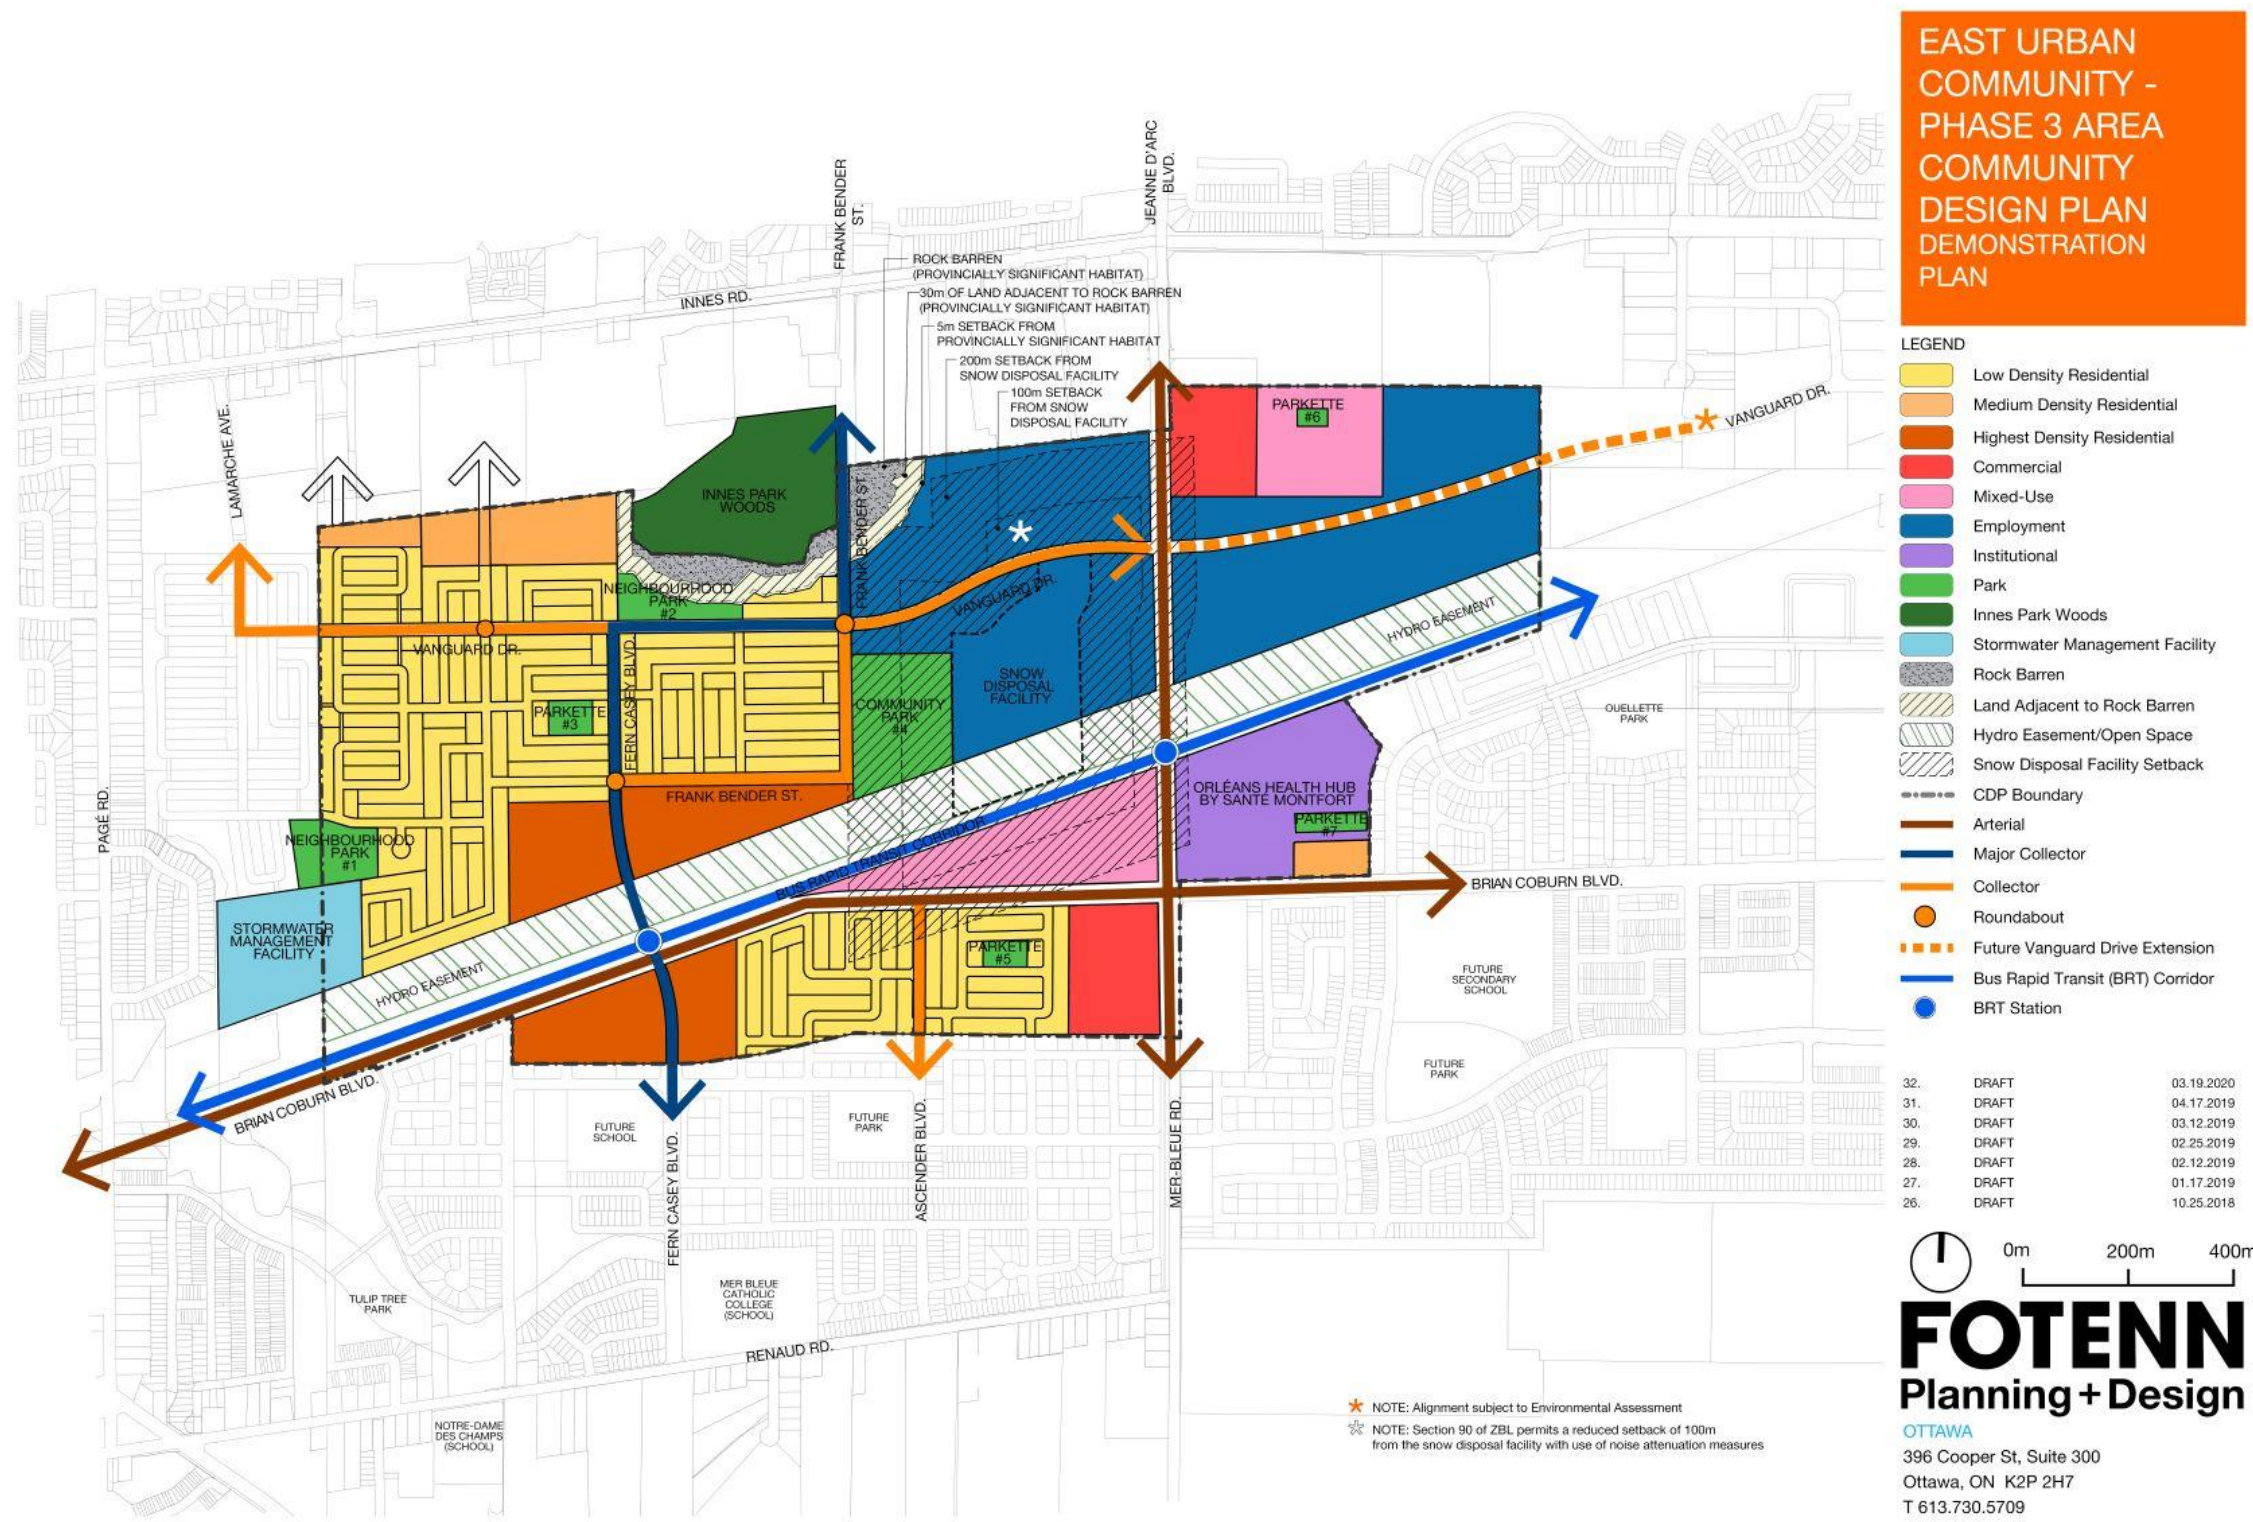 EAST URBAN
COMMUNITY -
PHASE 3 AREA
COMMUNITY
DESIGN PLAN
DEMONSTRATION
PLAN
LEGEND
Low Density Residential
Medium Density Residential
Highest Density Residential
Commercial
Mixed-Use
Employment
Institutional
Park
Innes Park Woods
Stormwater Management Facility
Rock Barren
Land Adjacent to Rock Barren
Hydro Easement/Open Space
Snow Disposal Facility Setback
CDP Boundary
Arterial
Major Collector
Collector
Roundabout
Future Vanguard Drive Extension
Bus Rapid Transit (BRT) Corridor
BRT Station
32. DRAFT 03.19.2020
31. DRAFT 04.17.2019
30. DRAFT 03.12.2019
29. DRAFT 02.25.2019
28. DRAFT 02.12.2019
27. DRAFT 01.17.2019
26. DRAFT 10.25.2018
0m 200m 400m
FOTENN
Planning + Design
OTTAWA
396 Cooper St, Suite 300
Ottawa, ON K2P 2H7
T 613.730.5709
FRANK BENDER
ST.
JEANNE D'ARC
BLVD.
INNES RD.
ROCK BARREN
(PROVINCIALLY SIGNIFICANT HABITAT)
30m OF LAND ADJACENT TO ROCK BARREN
(PROVINCIALLY SIGNIFICANT HABITAT)
5m SETBACK FROM
PROVINCIALLY SIGNIFICANT HABITAT
200m SETBACK FROM
SNOW DISPOSAL FACILITY
100m SETBACK
FROM SNOW
DISPOSAL FACILITY
LAMARCHE AVE.
PARKETTE
#6
VANGUARD DR.
INNES PARK
WOODS
FRANK BENDER ST.
NEIGHBOURHOOD
PARK
#2
VANGUARD DR.
VANGUARD DR.
HYDRO EASEMENT
FERN CASEY BLVD.
PARKETTE
#3
COMMUNITY
PARK
#4
SNOW
DISPOSAL
FACILITY
OUELLETTE
PARK
FRANK BENDER ST.
ORLÉANS HEALTH HUB
BY SANTÉ MONTFORT
PARKETTE
#7
PAGÉ RD.
NEIGHBOURHOOD
PARK
#1
BUS RAPID TRANSIT CORRIDOR
BRIAN COBURN BLVD.
STORMWATER
MANAGEMENT
FACILITY
HYDRO EASEMENT
PARKETTE
#5
FUTURE
SECONDARY
SCHOOL
FUTURE
PARK
BRIAN COBURN BLVD.
FUTURE
SCHOOL
FUTURE
PARK
FERN CASEY BLVD.
ASCENDER BLVD.
MER-BLEUE RD.
TULIP TREE
PARK
MER BLEUE
CATHOLIC
COLLEGE
(SCHOOL)
RENAUD RD.
NOTRE-DAME
DES CHAMPS
(SCHOOL)
NOTE: Alignment subject to Environmental Assessment
NOTE: Section 90 of ZBL permits a reduced setback of 100m
from the snow disposal facility with use of noise attenuation measures